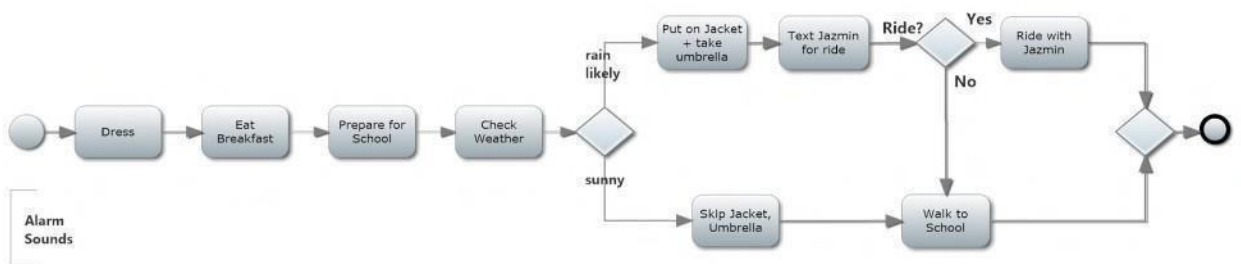 Dress
Eat
Breakfast
Prepare for
School
Check
Weather
rain
likely
Put on Jacket
+ take
umbrella
Text Jazmin
for ride
Ride?
Yes
Ride with
Jazmin
No
sunny
Skip Jacket,
Umbrella
Walk to
School
Alarm
Sounds